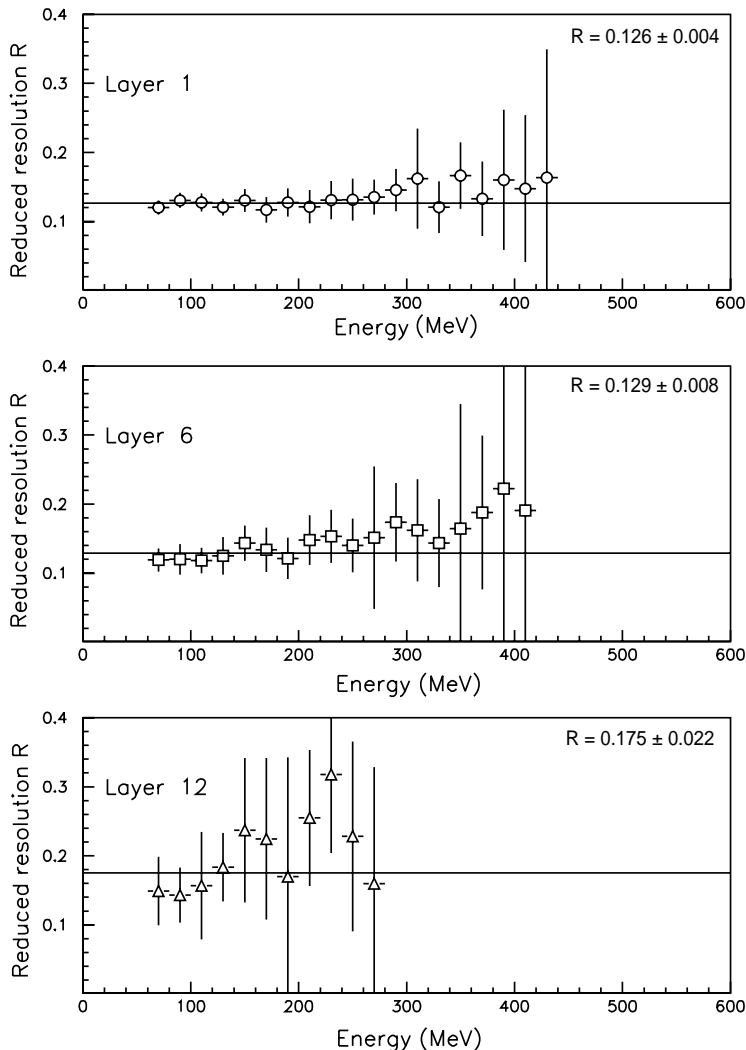 0.4
R = 0.126 ± 0.004
0.3
Layer 1
0.2
0.1
Reduced resolution R
0 100 200 300 400 500 600
Energy (MeV)
0.4
R = 0.129 ± 0.008
0.3
Layer 6
0.2
0.1
Reduced resolution R
0 100 200 300 400 500 600
Energy (MeV)
0.4
R = 0.175 ± 0.022
0.3
Layer 12
0.2
0.1
Reduced resolution R
0 100 200 300 400 500 600
Energy (MeV)